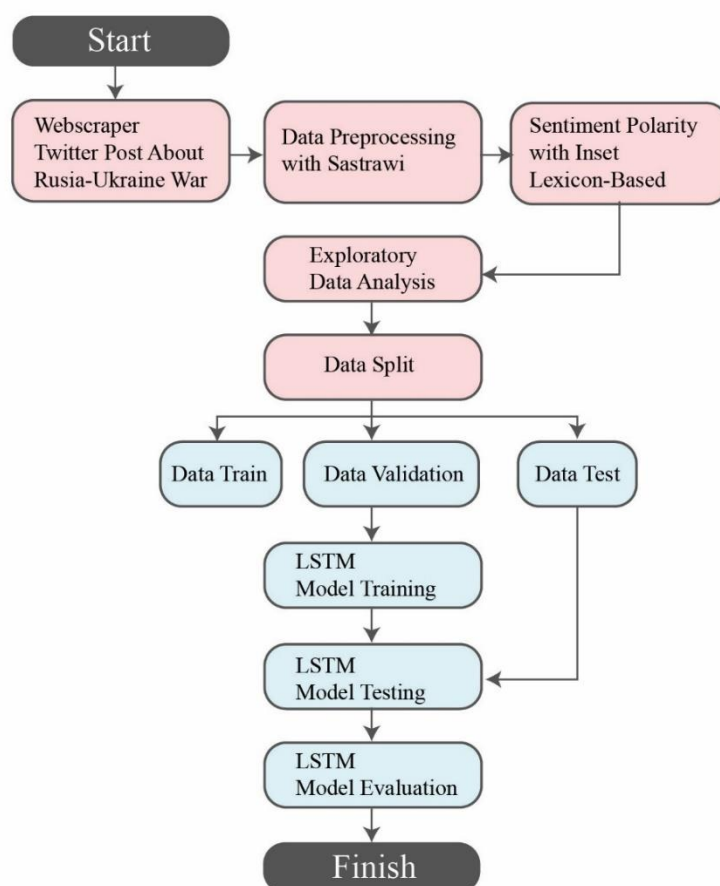 Start
Webscraper
Twitter Post About
Rusia-Ukraine War
Data Preprocessing
with Sastrawi
Sentiment Polarity
with Inset
Lexicon-Based
Exploratory
Data Analysis
Data Split
Data Train
Data Validation
Data Test
LSTM
Model Training
LSTM
Model Testing
LSTM
Model Evaluation
Finish